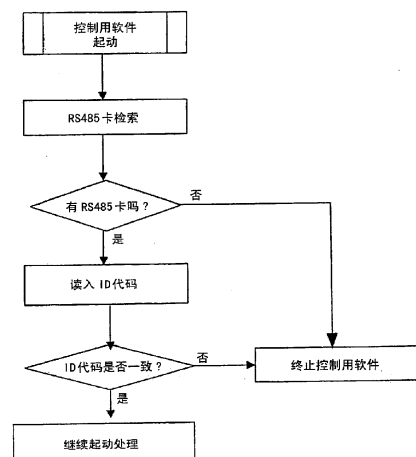 控制用软件
起动
RS485卡检索
有RS485卡吗？
否
是
读入ID代码
ID代码是否一致？
否
终止控制用软件
是
继续起动处理